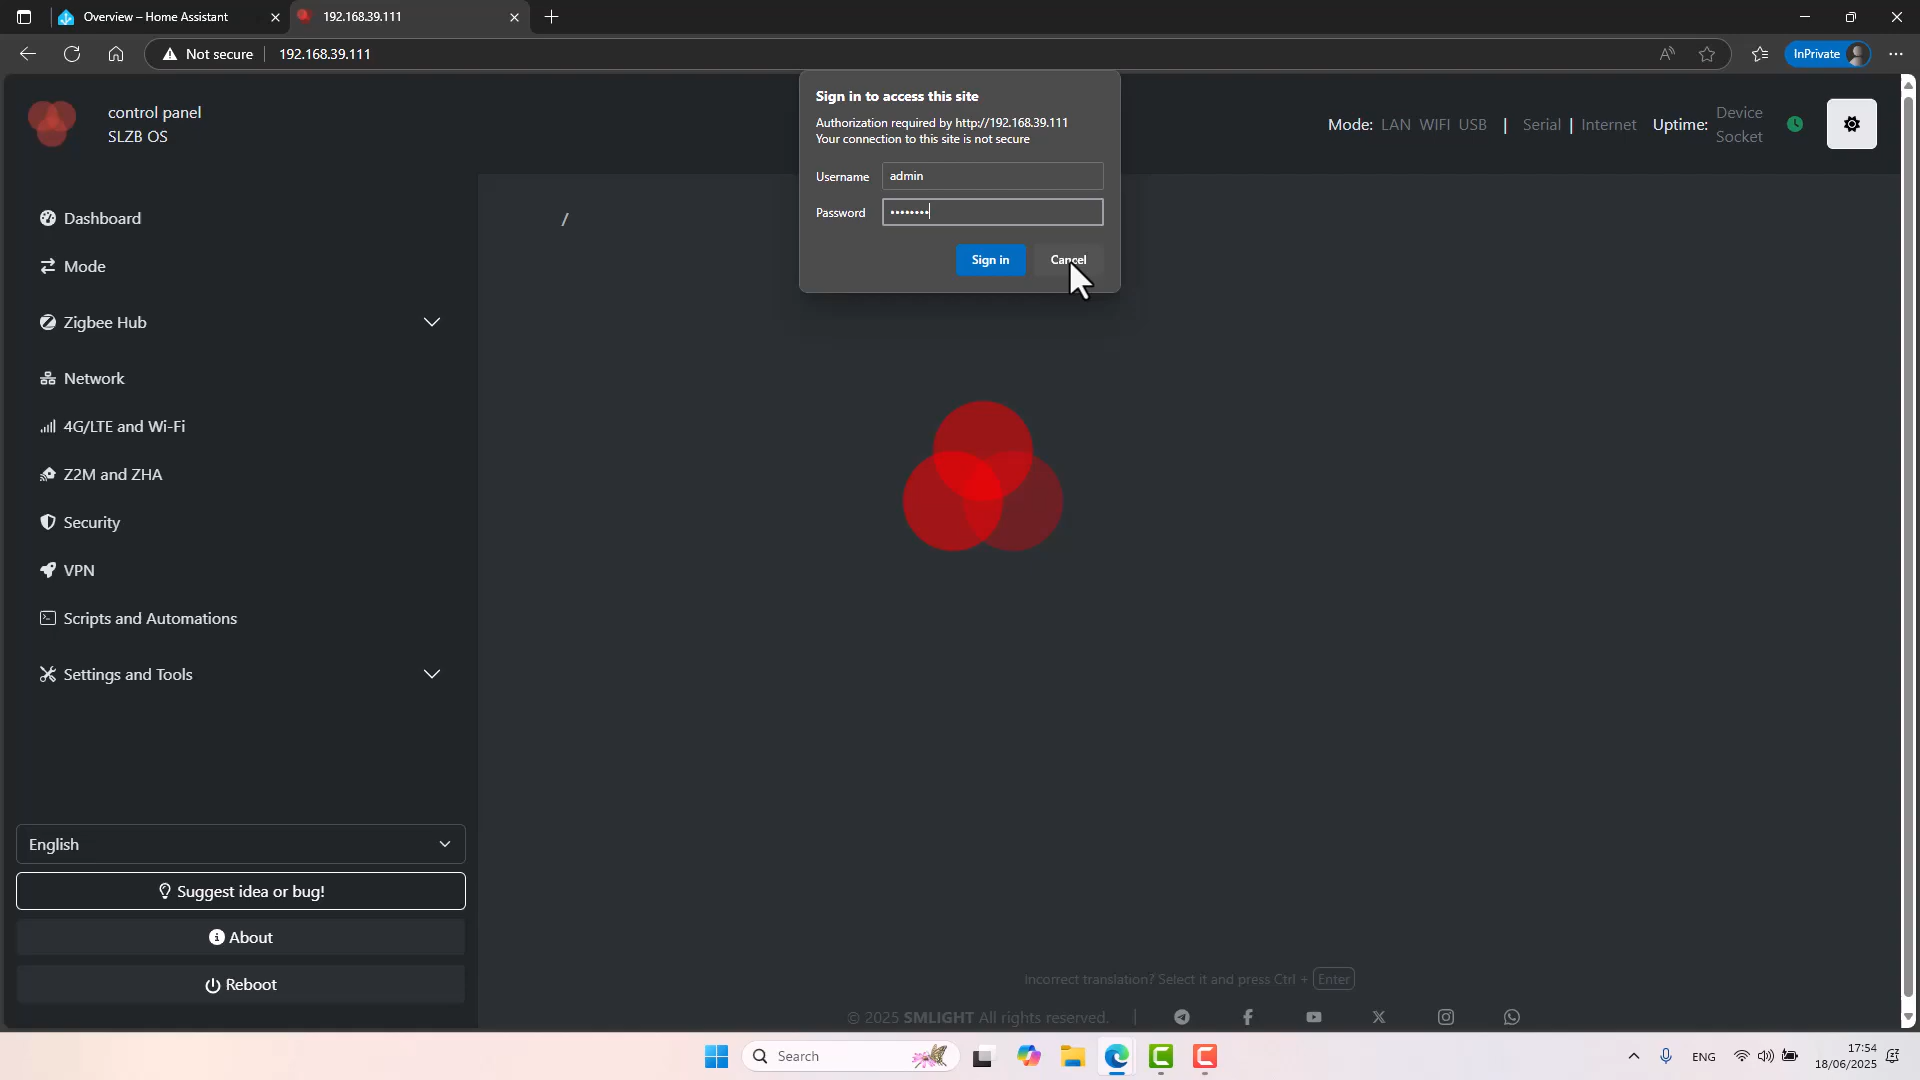 Overview – Home Assistant
192.168.39.111
Not secure
192.168.39.111
InPrivate
control panel
SLZB OS
Sign in to access this site
Authorization required by http://192.168.39.111
Your connection to this site is not secure
Username admin
Password ••••••••
Sign in Cancel
Mode: LAN WIFI USB | Serial | Internet Uptime: Device
Socket
/
Dashboard
Mode
Zigbee Hub
Network
4G/LTE and Wi-Fi
Z2M and ZHA
Security
VPN
Scripts and Automations
Settings and Tools
English
Suggest idea or bug!
About
Reboot
Incorrect translation? Select it and press Ctrl + Enter
© 2025 SMLIGHT All rights reserved. |
Search
ENG
17:54
18/06/2025